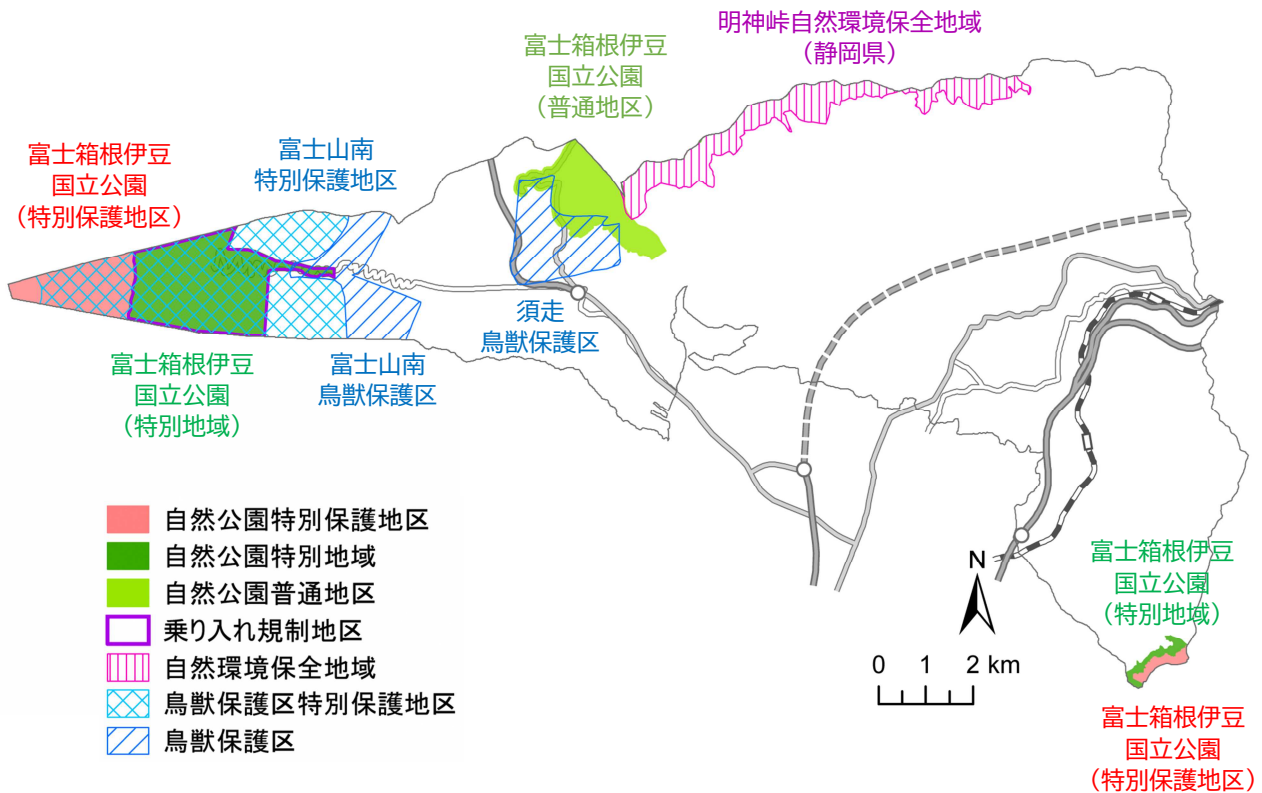 明神峠自然環境保全地域
（静岡県）
富士箱根伊豆
国立公園
（普通地区）
富士山南
特別保護地区
富士箱根伊豆
国立公園
（特別保護地区）
須走
鳥獣保護区
富士箱根伊豆
国立公園
（特別地域）
富士山南
鳥獣保護区
自然公園特別保護地区
自然公園特別地域
自然公園普通地区
乗り入れ規制地区
自然環境保全地域
鳥獣保護区特別保護地区
鳥獣保護区
N
0 1 2 km
富士箱根伊豆
国立公園
（特別地域）
富士箱根伊豆
国立公園
（特別保護地区）